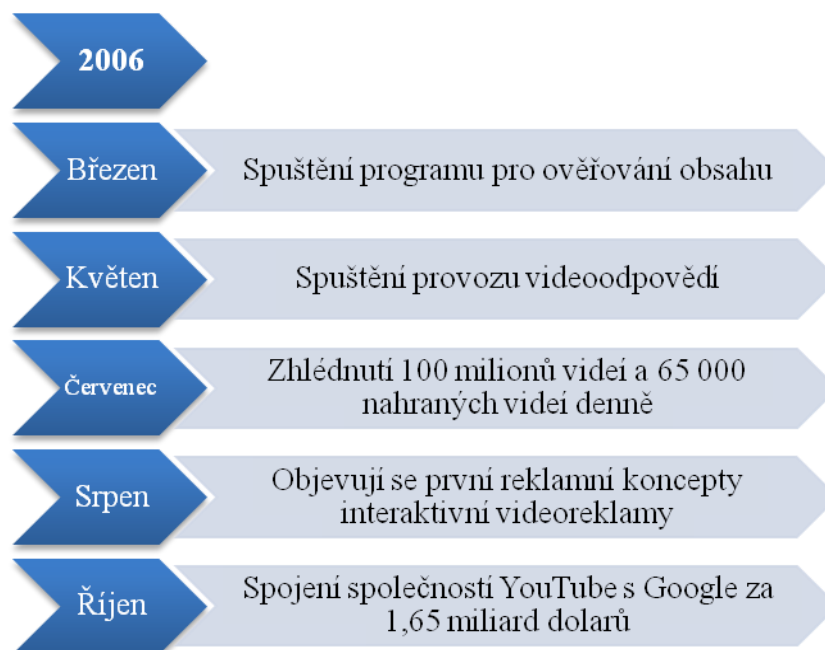 2006
Březen
Spuštění programu pro ověřování obsahu
Květen
Spuštění provozu videoodpovědí
Červenec
Zhlédnutí 100 milionů videí a 65 000
nahraných videí denně
Srpen
Objevují se první reklamní koncepty
interaktivní videoreklamy
Říjen
Spojení společností YouTube s Google za
1,65 miliard dolarů